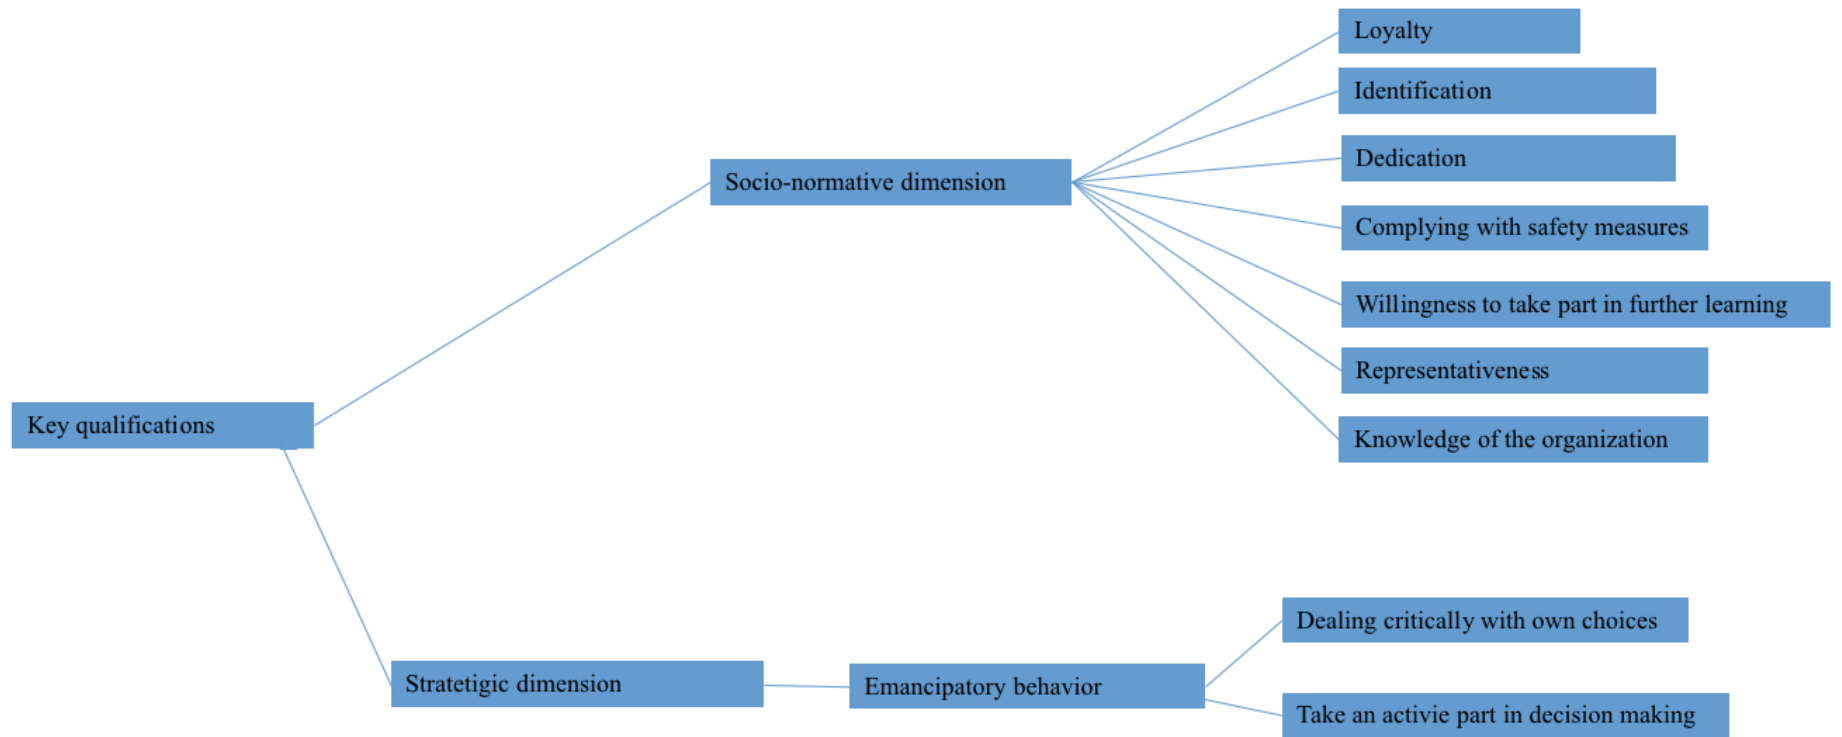 Loyalty
Identification
Dedication
Socio-normative dimension
Complying with safety measures
Willingness to take part in further learning
Representativeness
Key qualifications
Knowledge of the organization
Dealing critically with own choices
Stratetigic dimension
Emancipatory behavior
Take an activie part in decision making